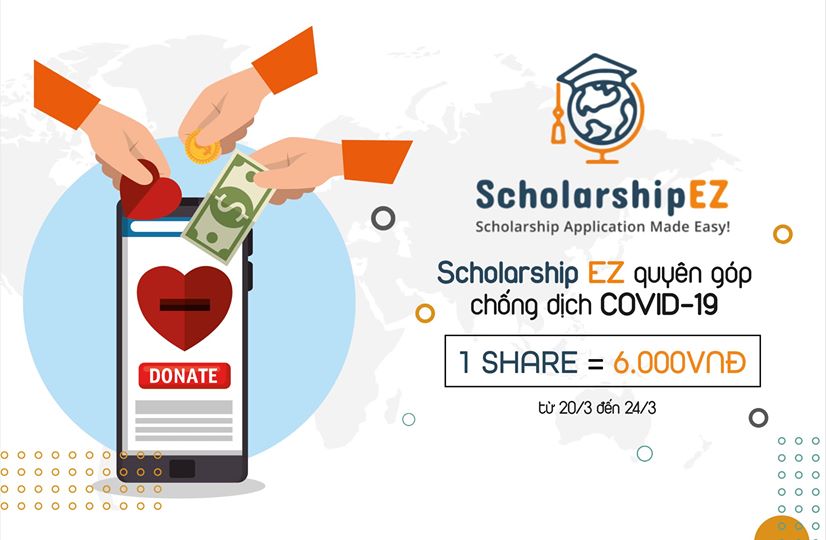 DONATE
ScholarshipEZ
Scholarship Application Made Easy!
Scholarship EZ quyên góp
chống dịch COVID-19
1 SHARE = 6.000VNĐ
từ 20/3 đến 24/3